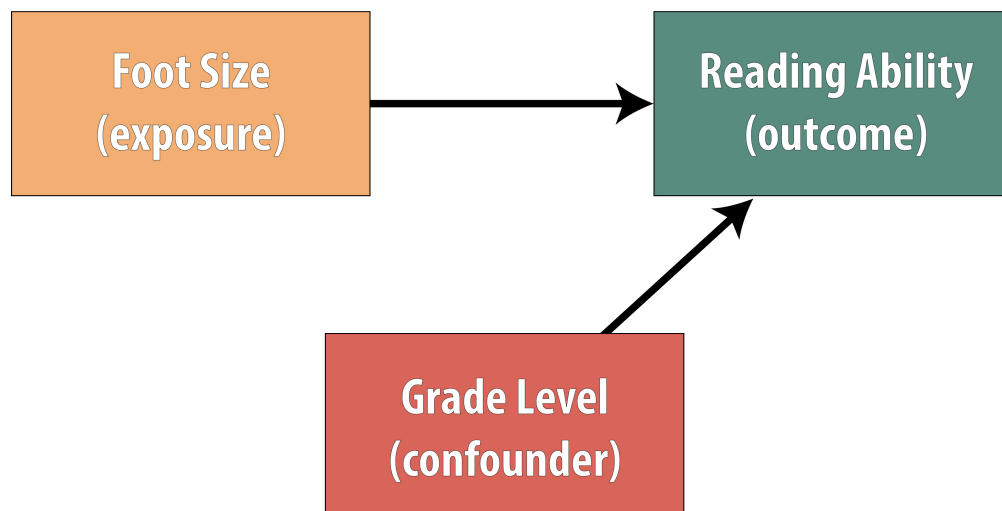 Foot Size
(exposure)
Reading Ability
(outcome)
Grade Level
(confounder)